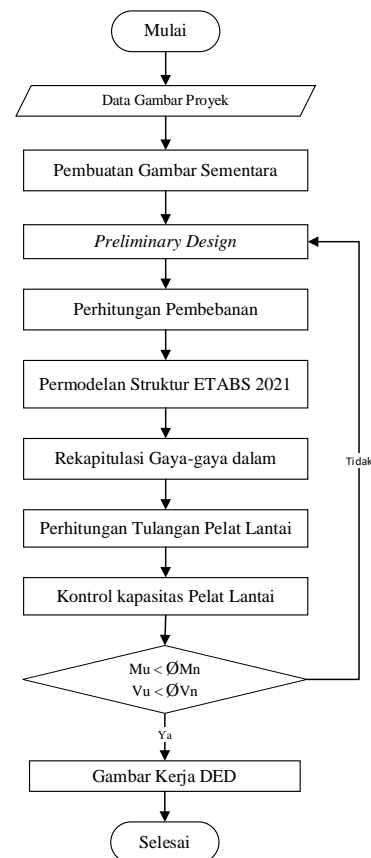 Mulai
Data Gambar Proyek
Pembuatan Gambar Sementara
Preliminary Design
Perhitungan Pembebanan
Permodelan Struktur ETABS 2021
Rekapitulasi Gaya-gaya dalam
Tidak
Perhitungan Tulangan Pelat Lantai
Kontrol kapasitas Pelat Lantai
Mu < ØMn
Vu < ØVn
Ya
Gambar Kerja DED
Selesai